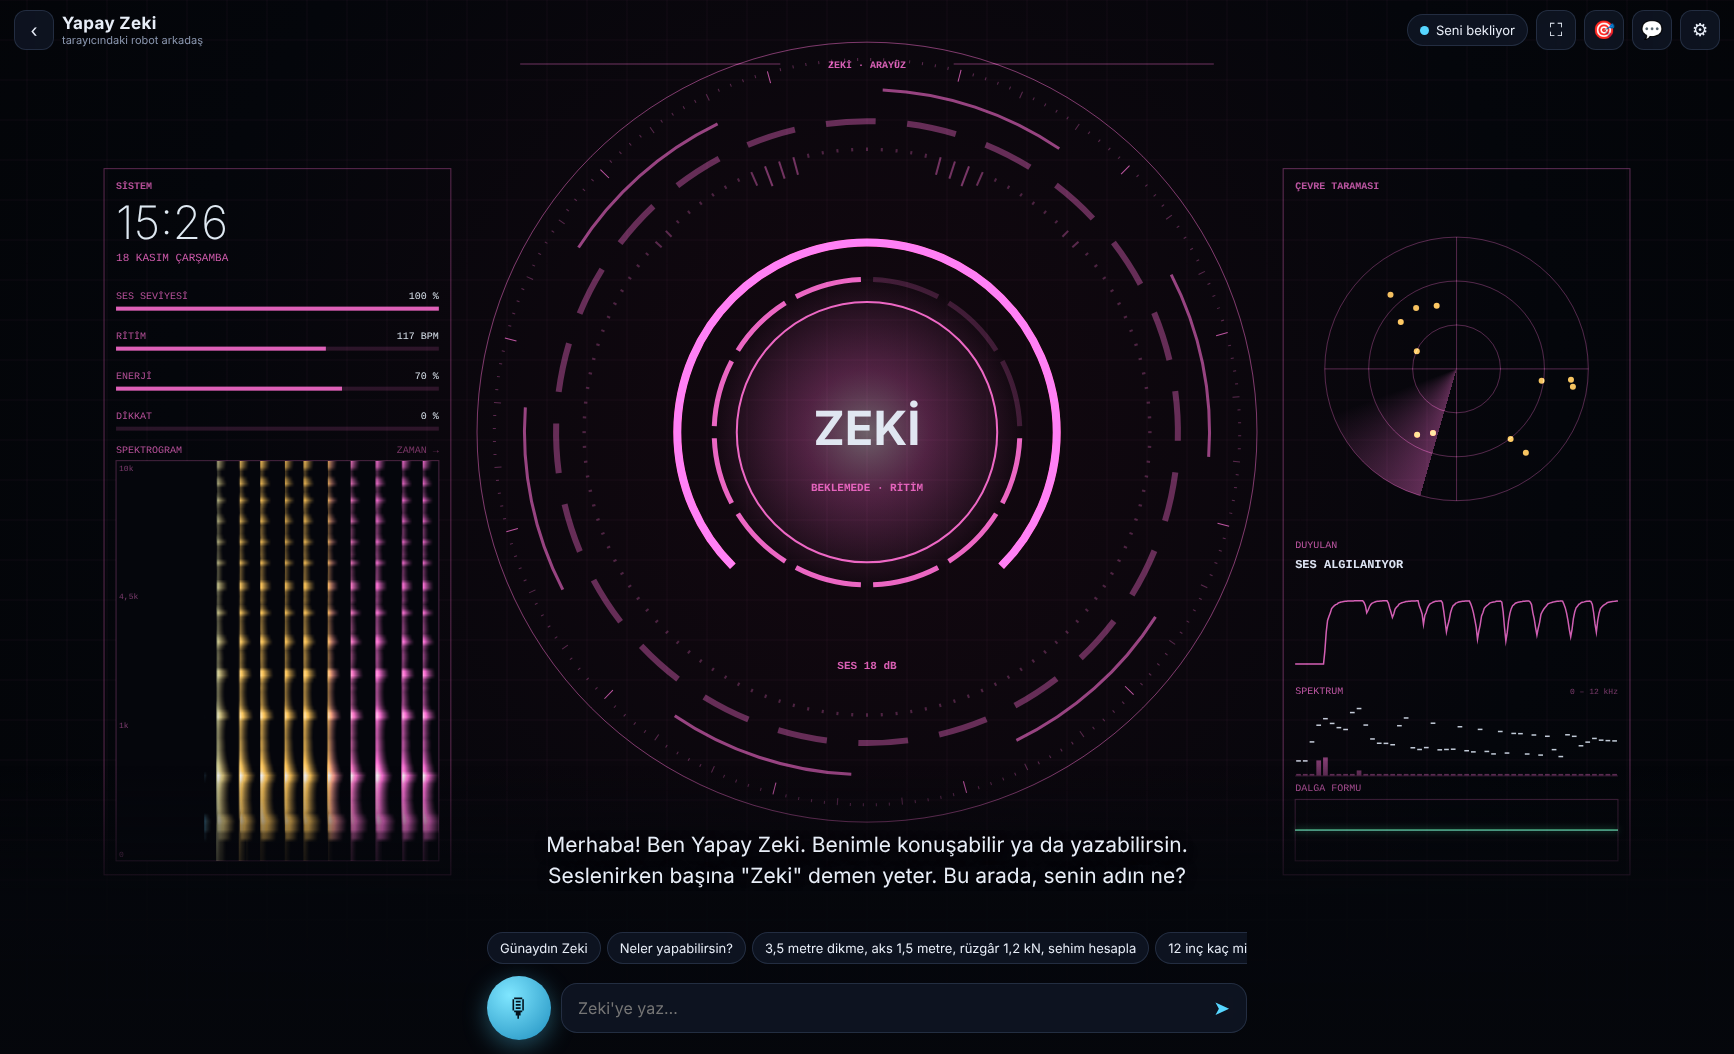 Yapay Zeki
tarayıcındaki robot arkadaş
Seni bekliyor
ZEKİ · ARAYÜZ
SİSTEM
15:26
18 KASIM ÇARŞAMBA
SES SEVİYESİ 100 %
RİTİM 117 BPM
ENERJİ 70 %
DİKKAT 0 %
SPEKTROGRAM ZAMAN →
10k
4,5k
1k
0
ZEKİ
BEKLEMEDE · RİTİM
SES 18 dB
ÇEVRE TARAMASI
DUYULAN
SES ALGILANIYOR
SPEKTRUM 0 – 12 kHz
DALGA FORMU
Merhaba! Ben Yapay Zeki. Benimle konuşabilir ya da yazabilirsin.
Seslenirken başına "Zeki" demen yeter. Bu arada, senin adın ne?
Günaydın Zeki
Neler yapabilirsin?
3,5 metre dikme, aks 1,5 metre, rüzgâr 1,2 kN, sehim hesapla
12 inç kaç mi
Zeki'ye yaz...